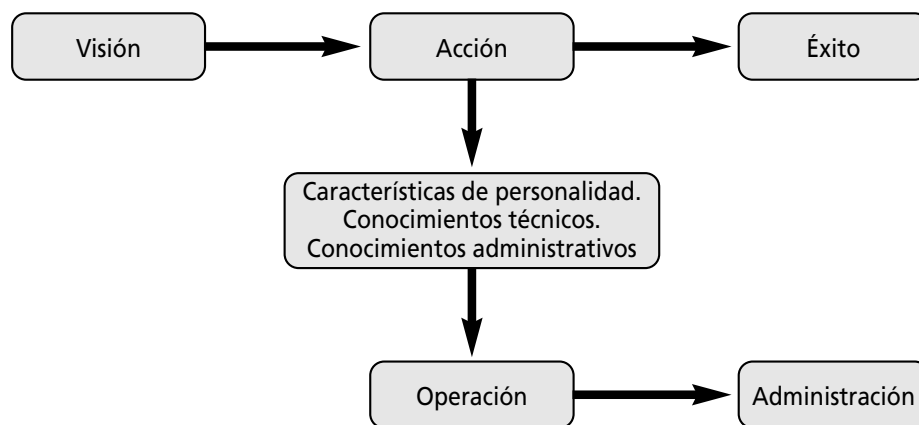 Visión
Acción
Éxito
Características de personalidad.
Conocimientos técnicos.
Conocimientos administrativos
Operación
Administración